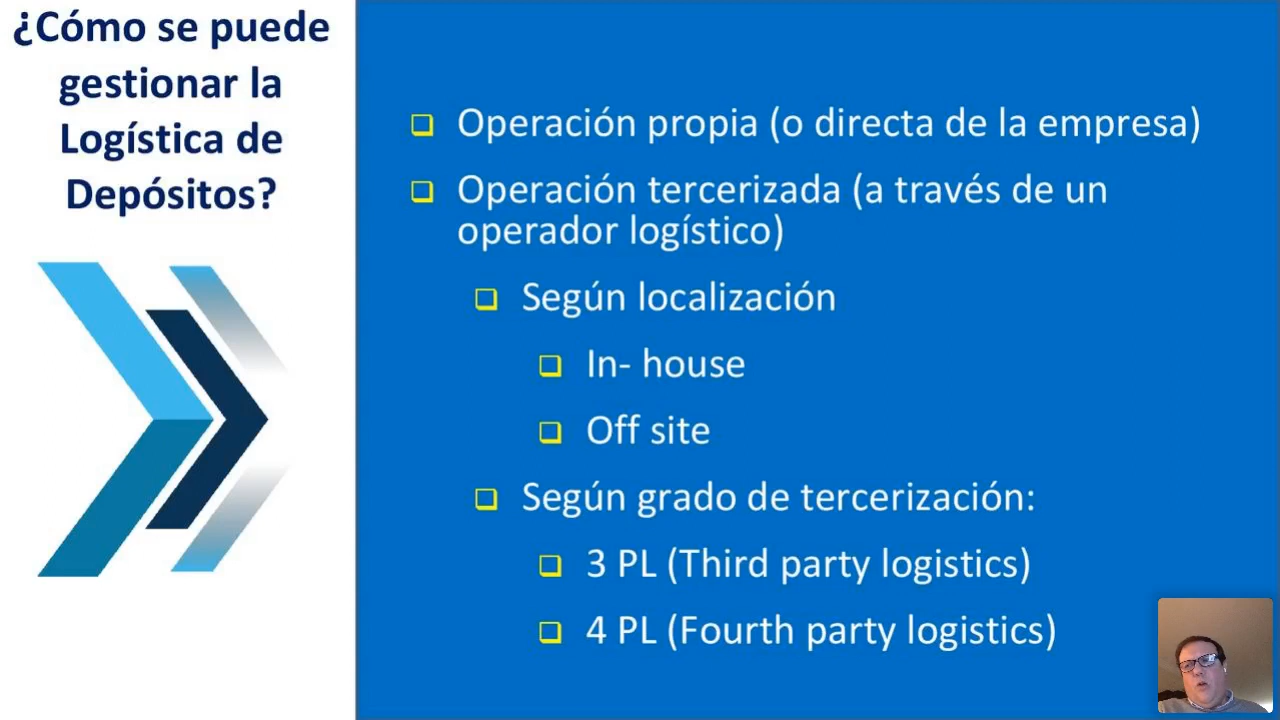 ¿Cómo se puede
gestionar la
Logística de
Depósitos?
Operación propia (o directa de la empresa)
Operación tercerizada (a través de un
operador logístico)
Según localización
In- house
Off site
Según grado de tercerización:
3 PL (Third party logistics)
4 PL (Fourth party logistics)